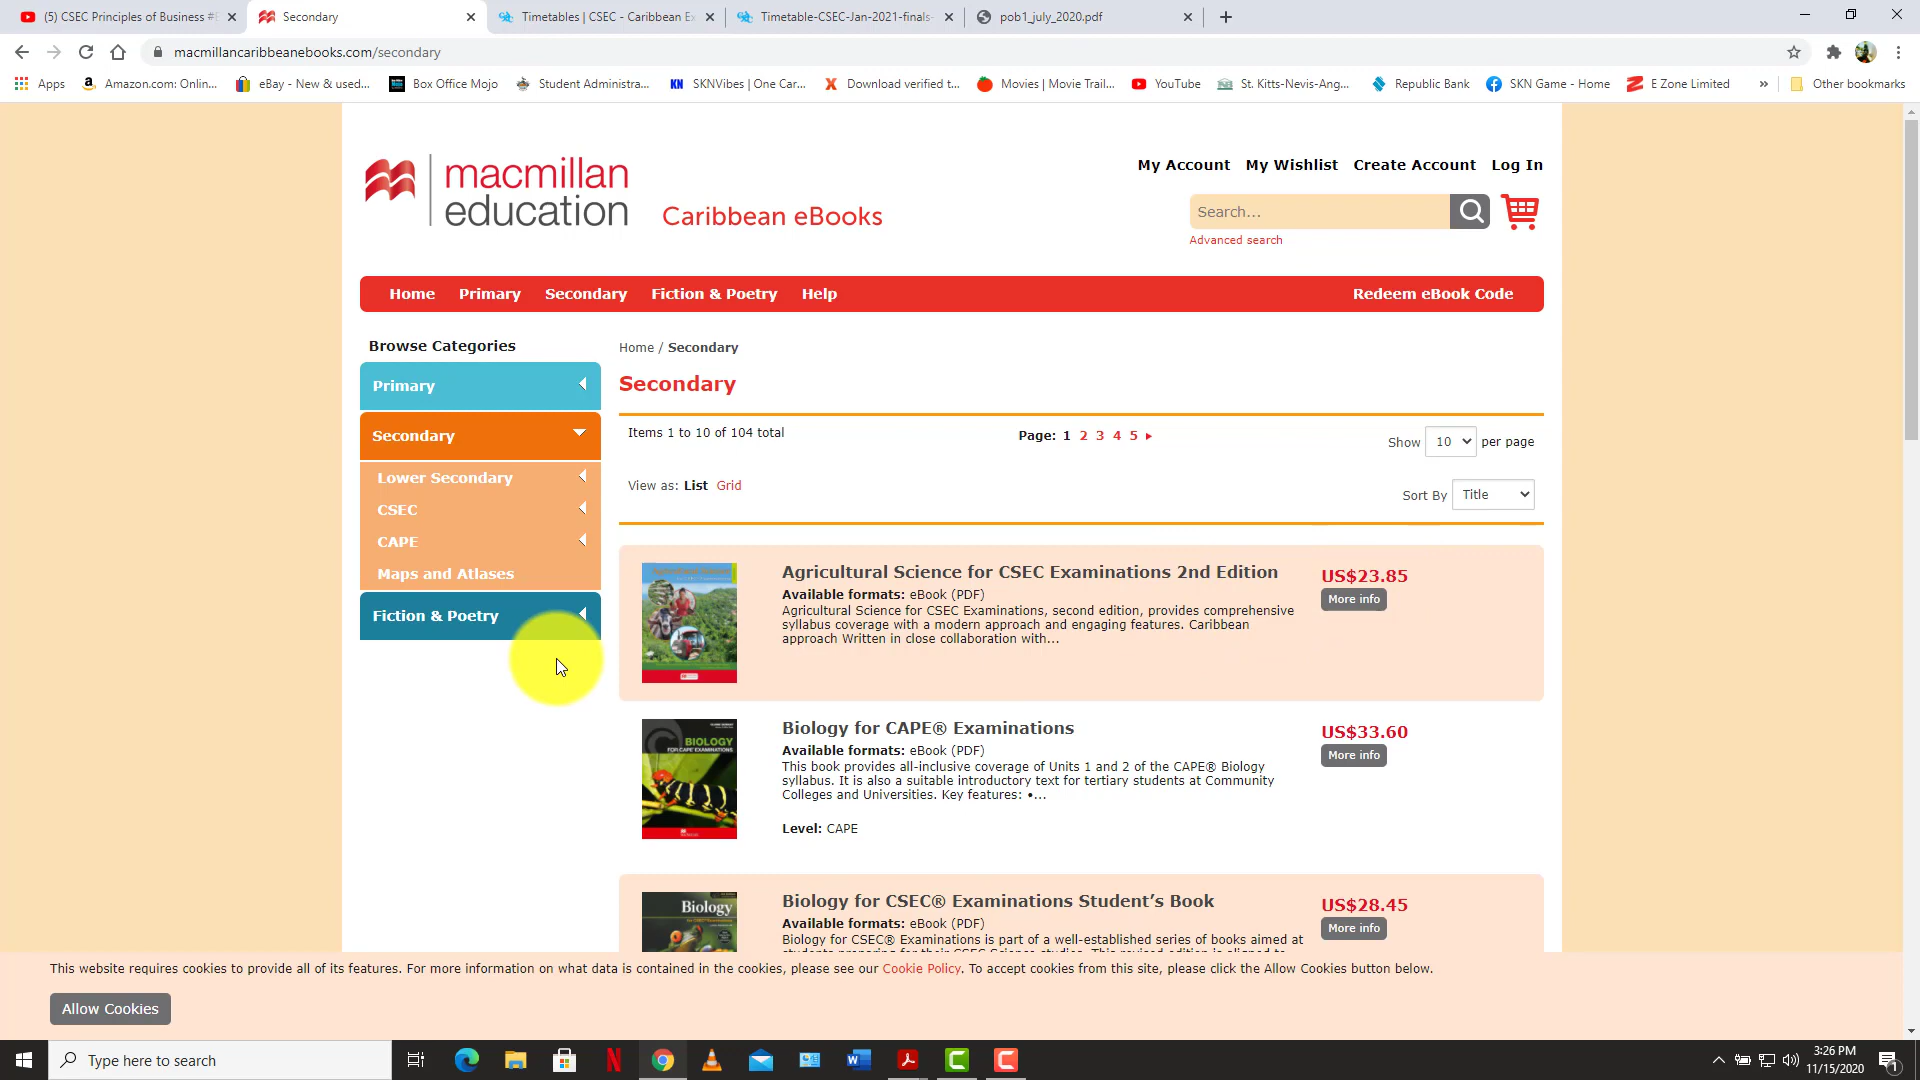 (5) CSEC Principles of Business #
Secondary
Timetables | CSEC - Caribbean Ex
Timetable-CSEC-Jan-2021-finals-
pob1_july_2020.pdf
macmillancaribbeanebooks.com/secondary
Apps
Amazon.com: Onlin...
eBay - New & used...
Box Office Mojo
Student Administra...
KN SKNVibes | One Car...
Download verified t...
Movies | Movie Trail...
YouTube
St. Kitts-Nevis-Ang...
Republic Bank
SKN Game - Home
E Zone Limited
»
Other bookmarks
macmillan
education
Caribbean eBooks
My Account My Wishlist Create Account Log In
Search...
Advanced search
Home Primary Secondary Fiction & Poetry Help Redeem eBook Code
Browse Categories
Primary
Secondary
Lower Secondary
CSEC
CAPE
Maps and Atlases
Fiction & Poetry
Home / Secondary
Secondary
Items 1 to 10 of 104 total
Page: 1 2 3 4 5
Show 10 per page
View as: List Grid
Sort By Title
Agricultural Science for CSEC Examinations 2nd Edition
Available formats: eBook (PDF)
Agricultural Science for CSEC Examinations, second edition, provides comprehensive
syllabus coverage with a modern approach and engaging features. Caribbean
approach Written in close collaboration with...
US$23.85
More info
BIOLOGY
FOR CAPE EXAMINATIONS
Biology for CAPE® Examinations
Available formats: eBook (PDF)
This book provides all-inclusive coverage of Units 1 and 2 of the CAPE® Biology
syllabus. It is also a suitable introductory text for tertiary students at Community
Colleges and Universities. Key features: •...
Level: CAPE
US$33.60
More info
Biology
Biology for CSEC® Examinations Student’s Book
Available formats: eBook (PDF)
Biology for CSEC® Examinations is part of a well-established series of books aimed at
US$28.45
More info
This website requires cookies to provide all of its features. For more information on what data is contained in the cookies, please see our Cookie Policy. To accept cookies from this site, please click the Allow Cookies button below.
Allow Cookies
Type here to search
3:26 PM
11/15/2020
1